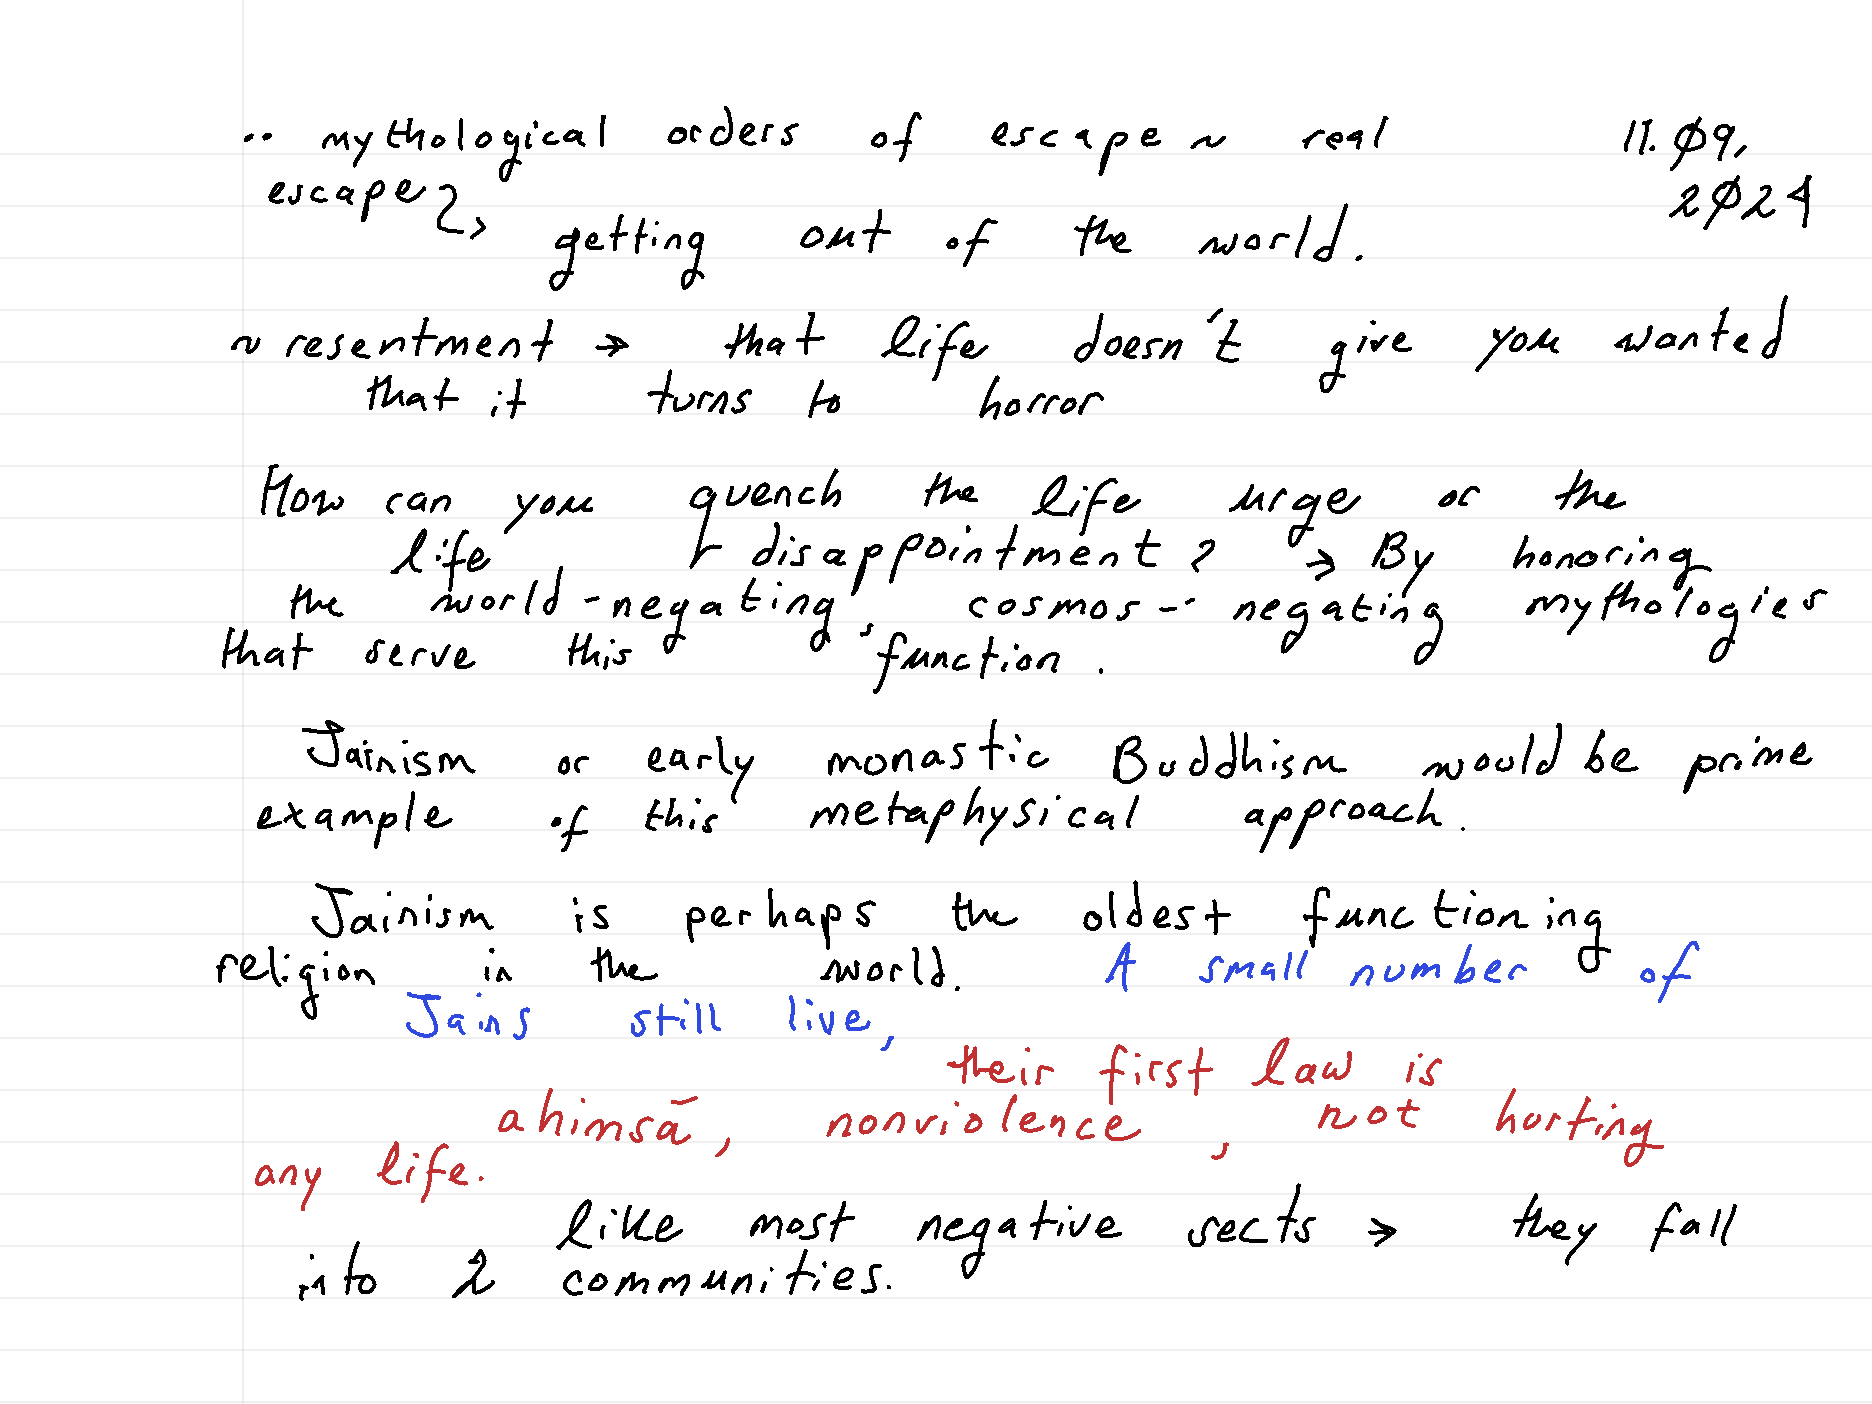 ·· mythological orders of escape ~ real
11.09,
2024
escape → getting out of the world.
~ resentment → that life doesn't give you wanted
that it turns to horror
How can you quench the life urge or the
life disappointment? → By honoring
the world-negating, cosmos-negating mythologies
that serve this function.
Jainism or early monastic Buddhism would be prime
example of this metaphysical approach.
Jainism is perhaps the oldest functioning
religion in the world. A small number of
Jains still live,
their first law is
ahimsā, nonviolence, not hurting
any life.
like most negative sects → they fall
into 2 communities.